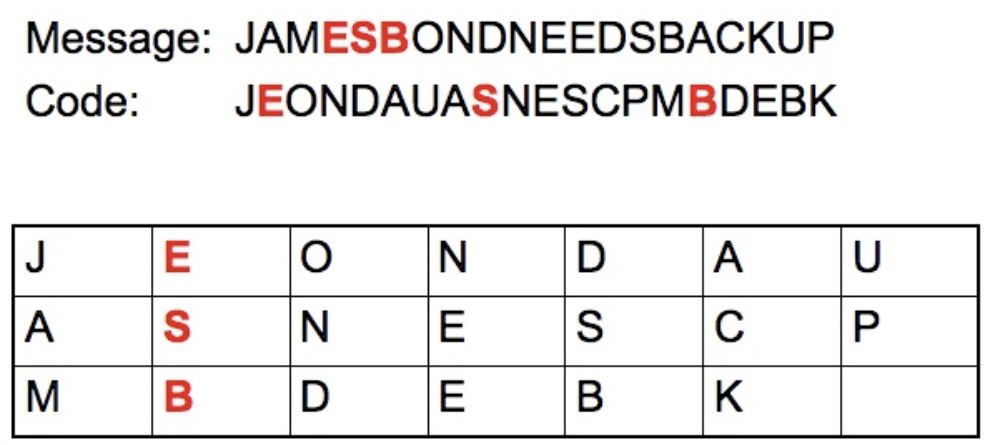 Message: JAMESBONDNEEDSBACKUP
Code: JEONDAUASNESCPMBDEBK
J E O N D A U
A S N E S C P
M B D E B K